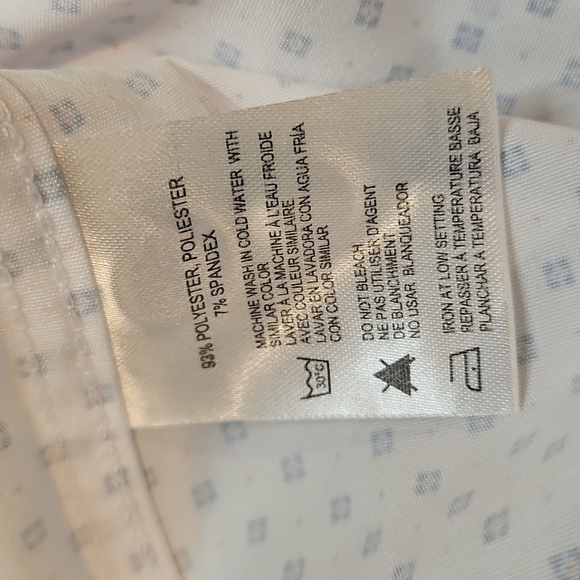 93% POLYESTER, POLIESTER
7% SPANDEX
MACHINE WASH IN COLD WATER WITH
SIMILAR COLOR
LAVER À LA MACHINE À L'EAU FROIDE
AVEC COULEUR SIMILAIRE
LAVAR EN LAVADORA CON AGUA FRÍA
CON COLOR SIMILAR
30°C
DO NOT BLEACH
NE PAS UTILISER D'AGENT
DE BLANCHIMENT
NO USAR BLANQUEADOR
IRON AT LOW SETTING
REPASSER À TEMPÉRATURE BASSE
PLANCHAR A TEMPERATURA BAJA